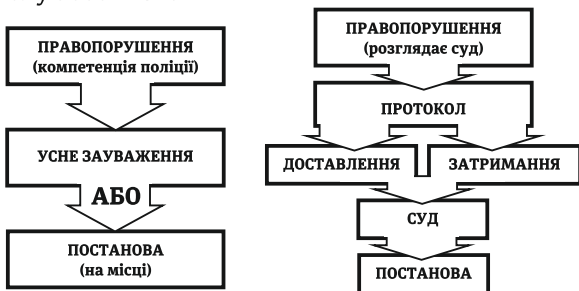 ПРАВОПОРУШЕННЯ
(компетенція поліції)
УСНЕ ЗАУВАЖЕННЯ
АБО
ПОСТАНОВА
(на місці)
ПРАВОПОРУШЕННЯ
(розглядає суд)
ПРОТОКОЛ
ДОСТАВЛЕННЯ
ЗАТРИМАННЯ
СУД
ПОСТАНОВА